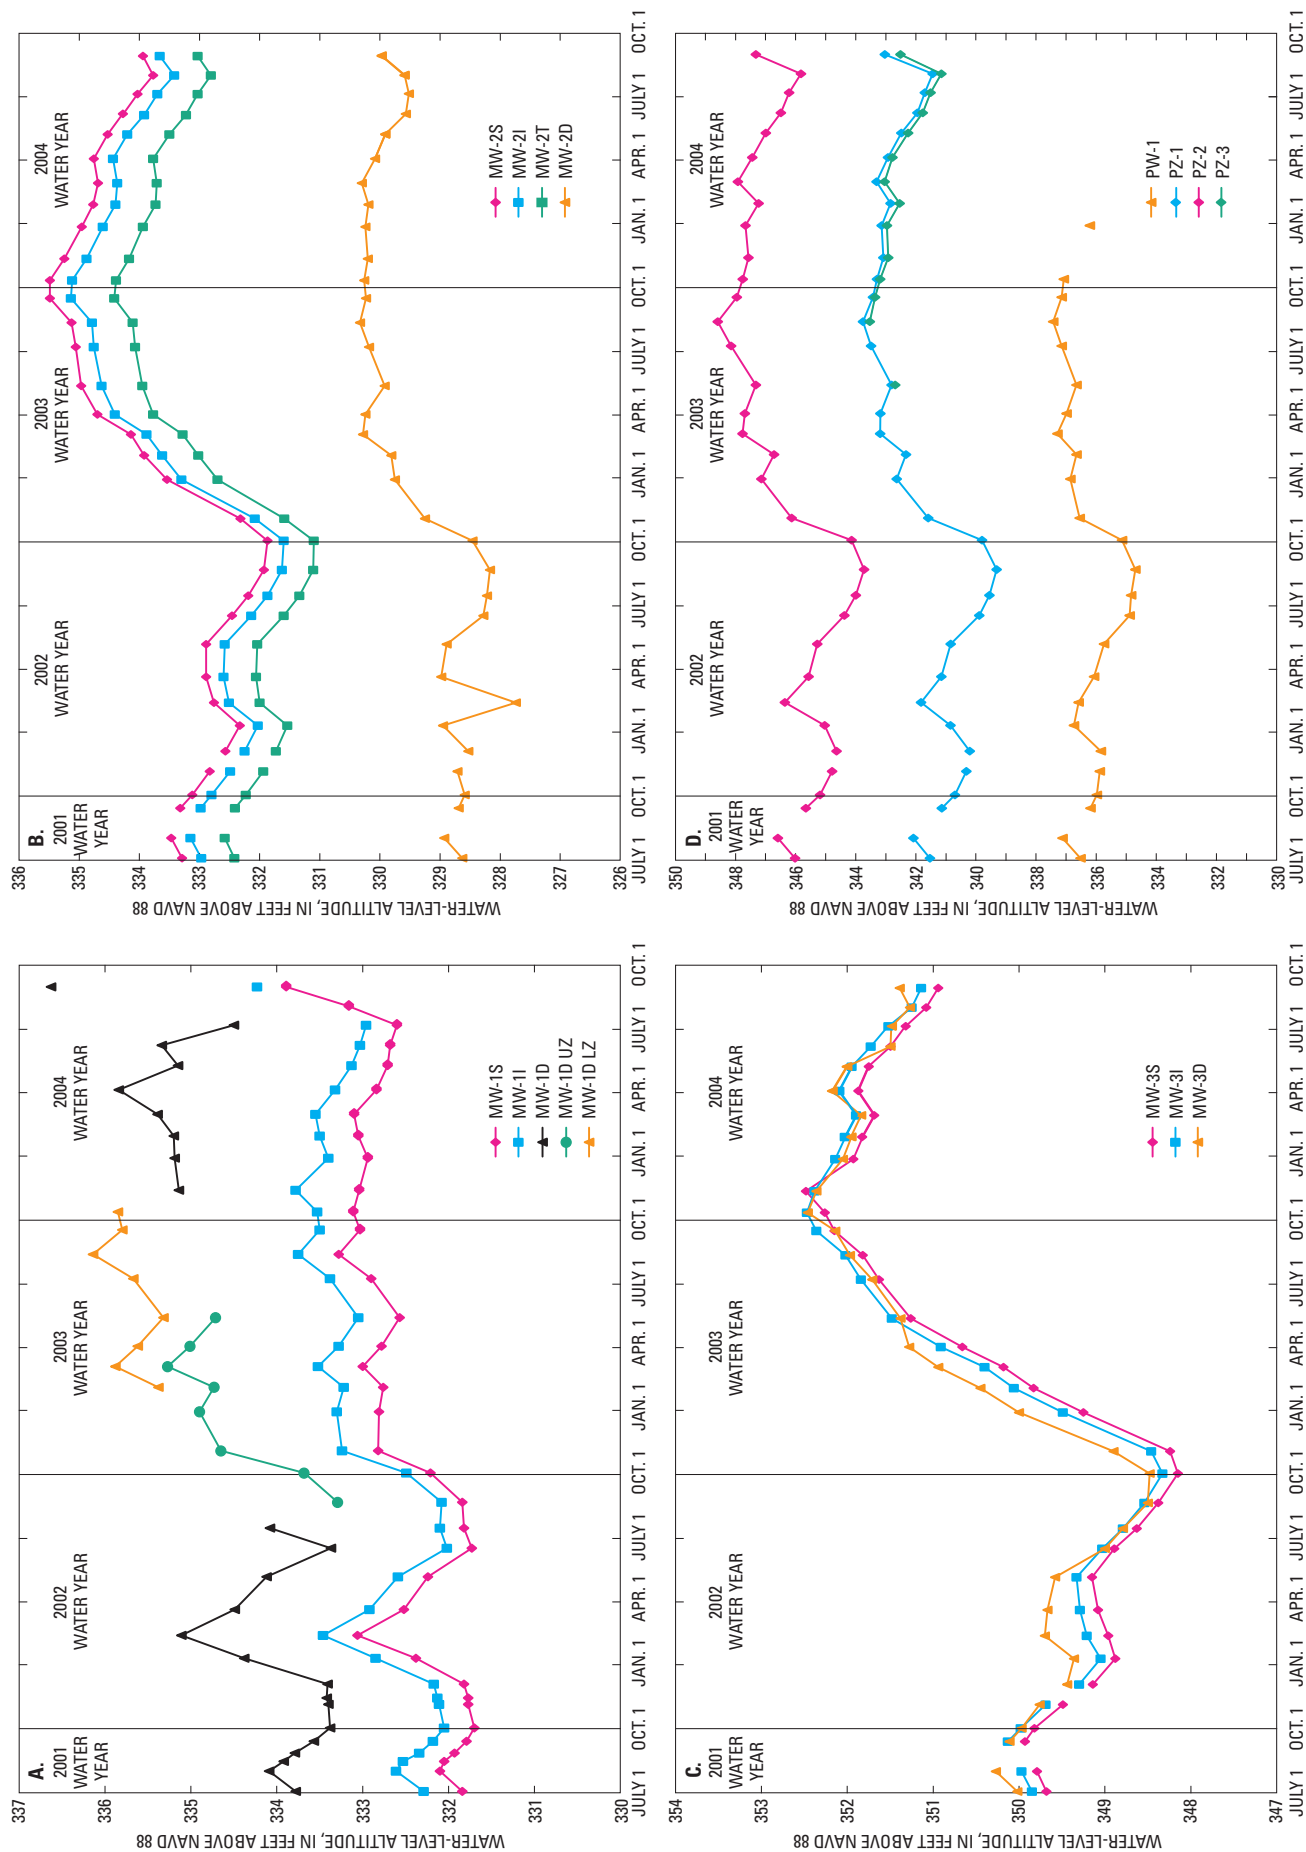 A.
WATER-LEVEL ALTITUDE, IN FEET ABOVE NAVD 88
337
336
335
334
333
332
331
330
2001
WATER
YEAR
2002
WATER YEAR
2003
WATER YEAR
2004
WATER YEAR
MW-1S
MW-1I
MW-1D
MW-1D UZ
MW-1D LZ
JULY 1 OCT. 1 JAN. 1 APR. 1 JULY 1 OCT. 1 JAN. 1 APR. 1 JULY 1 OCT. 1 JAN. 1 APR. 1 JULY 1 OCT. 1
B.
WATER-LEVEL ALTITUDE, IN FEET ABOVE NAVD 88
336
335
334
333
332
331
330
329
328
327
326
2001
WATER
YEAR
2002
WATER YEAR
2003
WATER YEAR
2004
WATER YEAR
MW-2S
MW-2I
MW-2T
MW-2D
JULY 1 OCT. 1 JAN. 1 APR. 1 JULY 1 OCT. 1 JAN. 1 APR. 1 JULY 1 OCT. 1 JAN. 1 APR. 1 JULY 1 OCT. 1
C.
WATER-LEVEL ALTITUDE, IN FEET ABOVE NAVD 88
354
353
352
351
350
349
348
347
2001
WATER
YEAR
2002
WATER YEAR
2003
WATER YEAR
2004
WATER YEAR
MW-3S
MW-3I
MW-3D
JULY 1 OCT. 1 JAN. 1 APR. 1 JULY 1 OCT. 1 JAN. 1 APR. 1 JULY 1 OCT. 1 JAN. 1 APR. 1 JULY 1 OCT. 1
D.
WATER-LEVEL ALTITUDE, IN FEET ABOVE NAVD 88
350
348
346
344
342
340
338
336
334
332
330
2001
WATER
YEAR
2002
WATER YEAR
2003
WATER YEAR
2004
WATER YEAR
PW-1
PZ-1
PZ-2
PZ-3
JULY 1 OCT. 1 JAN. 1 APR. 1 JULY 1 OCT. 1 JAN. 1 APR. 1 JULY 1 OCT. 1 JAN. 1 APR. 1 JULY 1 OCT. 1